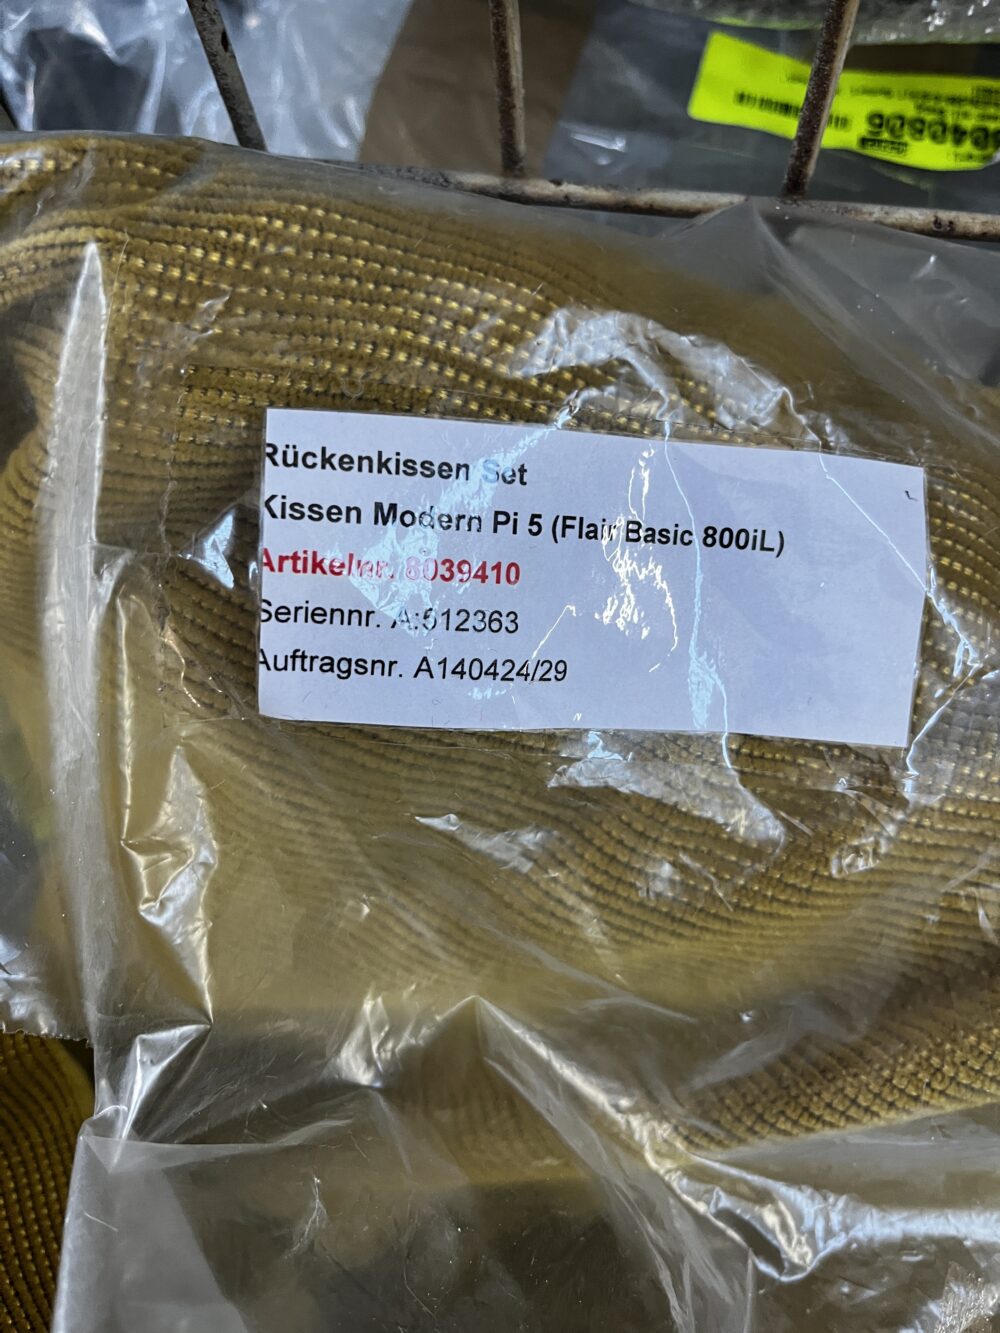 Rückenkissen Set
Kissen Modern Pi 5 (Flair Basic 800iL)
Artikelnr. 8039410
Seriennr. A:512363
Auftragsnr. A140424/29